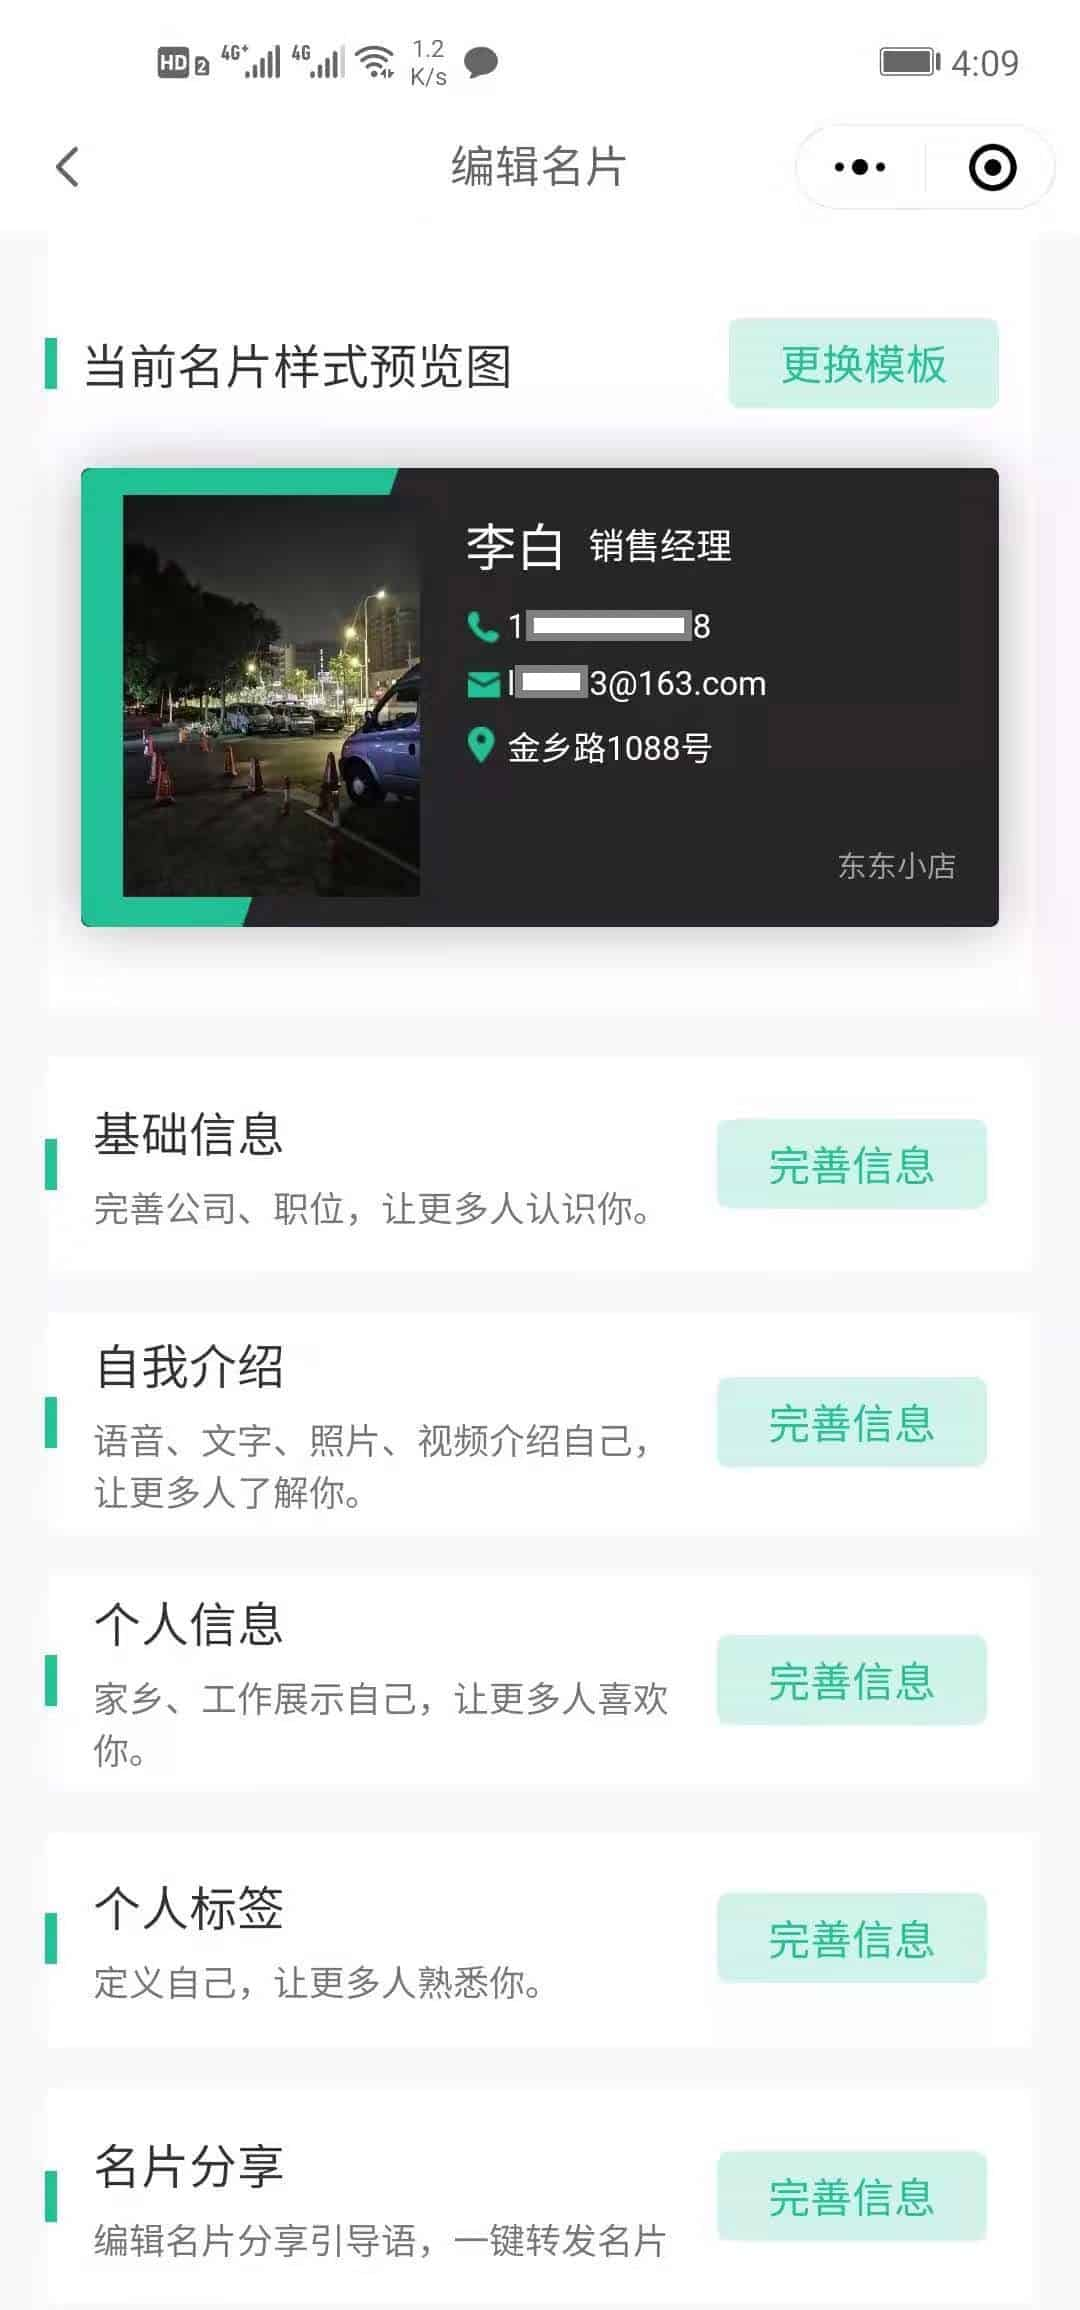 HD 2 4G+ 4G 1.2 K/s 4:09
编辑名片
当前名片样式预览图 更换模板
李白 销售经理
1 8
l 3@163.com
金乡路1088号
东东小店
基础信息
完善公司、职位，让更多人认识你。
完善信息
自我介绍
语音、文字、照片、视频介绍自己，
让更多人了解你。
完善信息
个人信息
家乡、工作展示自己，让更多人喜欢
你。
完善信息
个人标签
定义自己，让更多人熟悉你。
完善信息
名片分享
编辑名片分享引导语，一键转发名片
完善信息